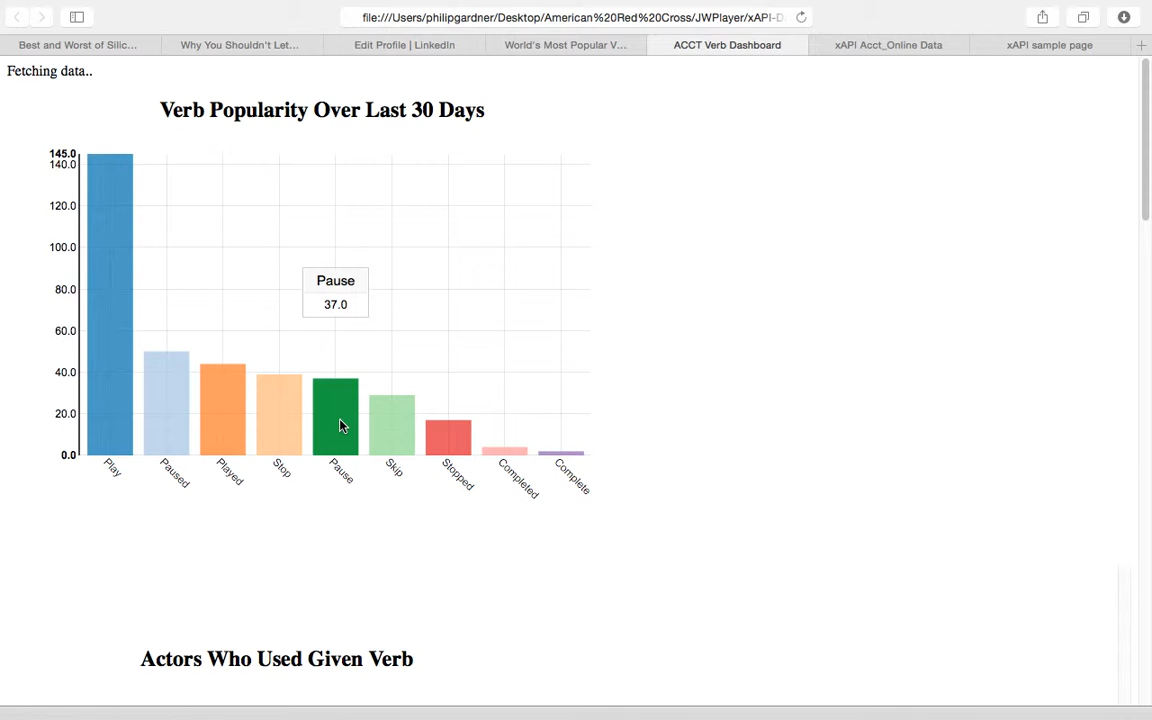 file:///Users/philipgardner/Desktop/American%20Red%20Cross/JWPlayer/xAPI-D
Best and Worst of Silic... Why You Shouldn't Let... Edit Profile | LinkedIn World's Most Popular V... ACCT Verb Dashboard xAPI Acct_Online Data xAPI sample page
Fetching data..
Verb Popularity Over Last 30 Days
145.0
140.0
120.0
100.0
80.0
60.0
40.0
20.0
0.0
Pause
37.0
Play Paused Played Stop Pause Skip Stopped Completed Complete
Actors Who Used Given Verb